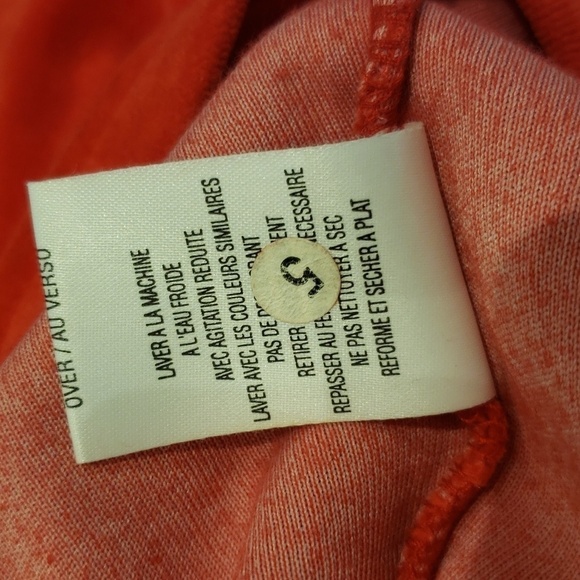 LAVER A LA MACHINE
A L'EAU FROIDE
AVEC AGITATION REDUITE
LAVER AVEC LES COULEURS SIMILAIRES
PAS DE
RETIRER
REPASSER AU
NE PAS NETTOYER A SEC
REFORME ET SECHER A PLAT
5
OVER / AU VERSO